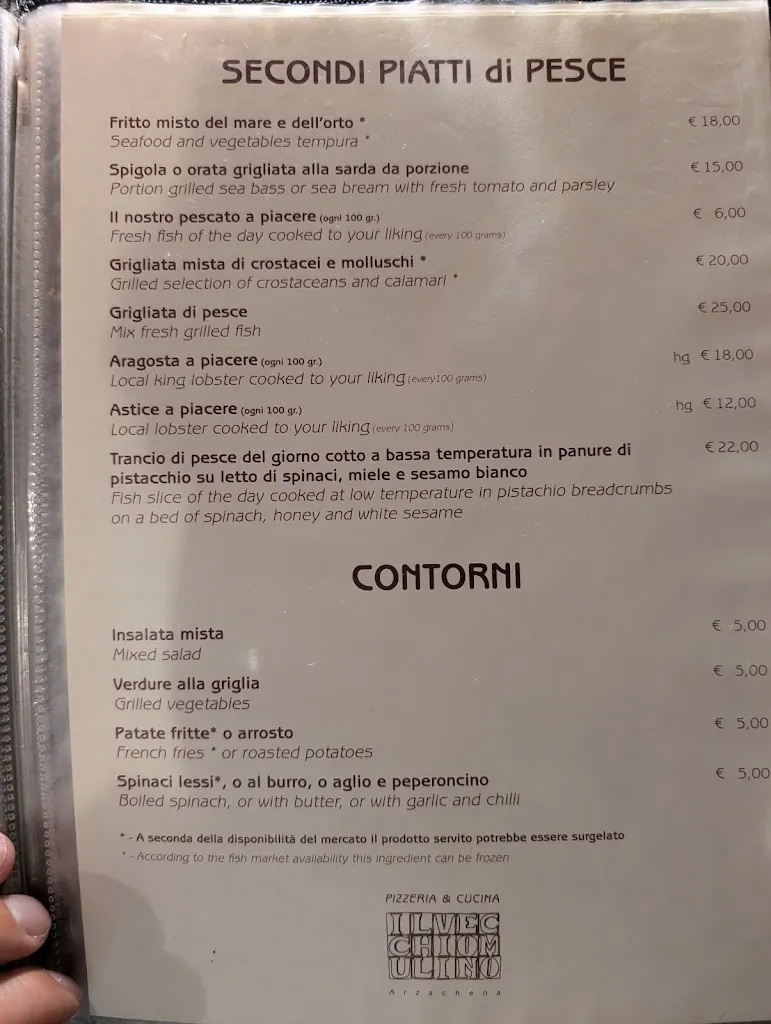 SECONDI PIATTI di PESCE
Fritto misto del mare e dell'orto * € 18,00
Seafood and vegetables tempura *
Spigola o orata grigliata alla sarda da porzione € 15,00
Portion grilled sea bass or sea bream with fresh tomato and parsley
Il nostro pescato a piacere (ogni 100 gr.) € 6,00
Fresh fish of the day cooked to your liking (every 100 grams)
Grigliata mista di crostacei e molluschi * € 20,00
Grilled selection of crostaceans and calamari *
Grigliata di pesce € 25,00
Mix fresh grilled fish
Aragosta a piacere (ogni 100 gr.) hg € 18,00
Local king lobster cooked to your liking (every100 grams)
Astice a piacere (ogni 100 gr.) hg € 12,00
Local lobster cooked to your liking (every 100 grams)
Trancio di pesce del giorno cotto a bassa temperatura in panure di € 22,00
pistacchio su letto di spinaci, miele e sesamo bianco
Fish slice of the day cooked at low temperature in pistachio breadcrumbs
on a bed of spinach, honey and white sesame
CONTORNI
Insalata mista € 5,00
Mixed salad
Verdure alla griglia € 5,00
Grilled vegetables
Patate fritte* o arrosto € 5,00
French fries * or roasted potatoes
Spinaci lessi*, o al burro, o aglio e peperoncino € 5,00
Boiled spinach, or with butter, or with garlic and chilli
* - A seconda della disponibilità del mercato il prodotto servito potrebbe essere surgelato
* - According to the fish market availability this ingredient can be frozen
PIZZERIA & CUCINA
ILVEC
CHIOM
ULINO
Arzachena